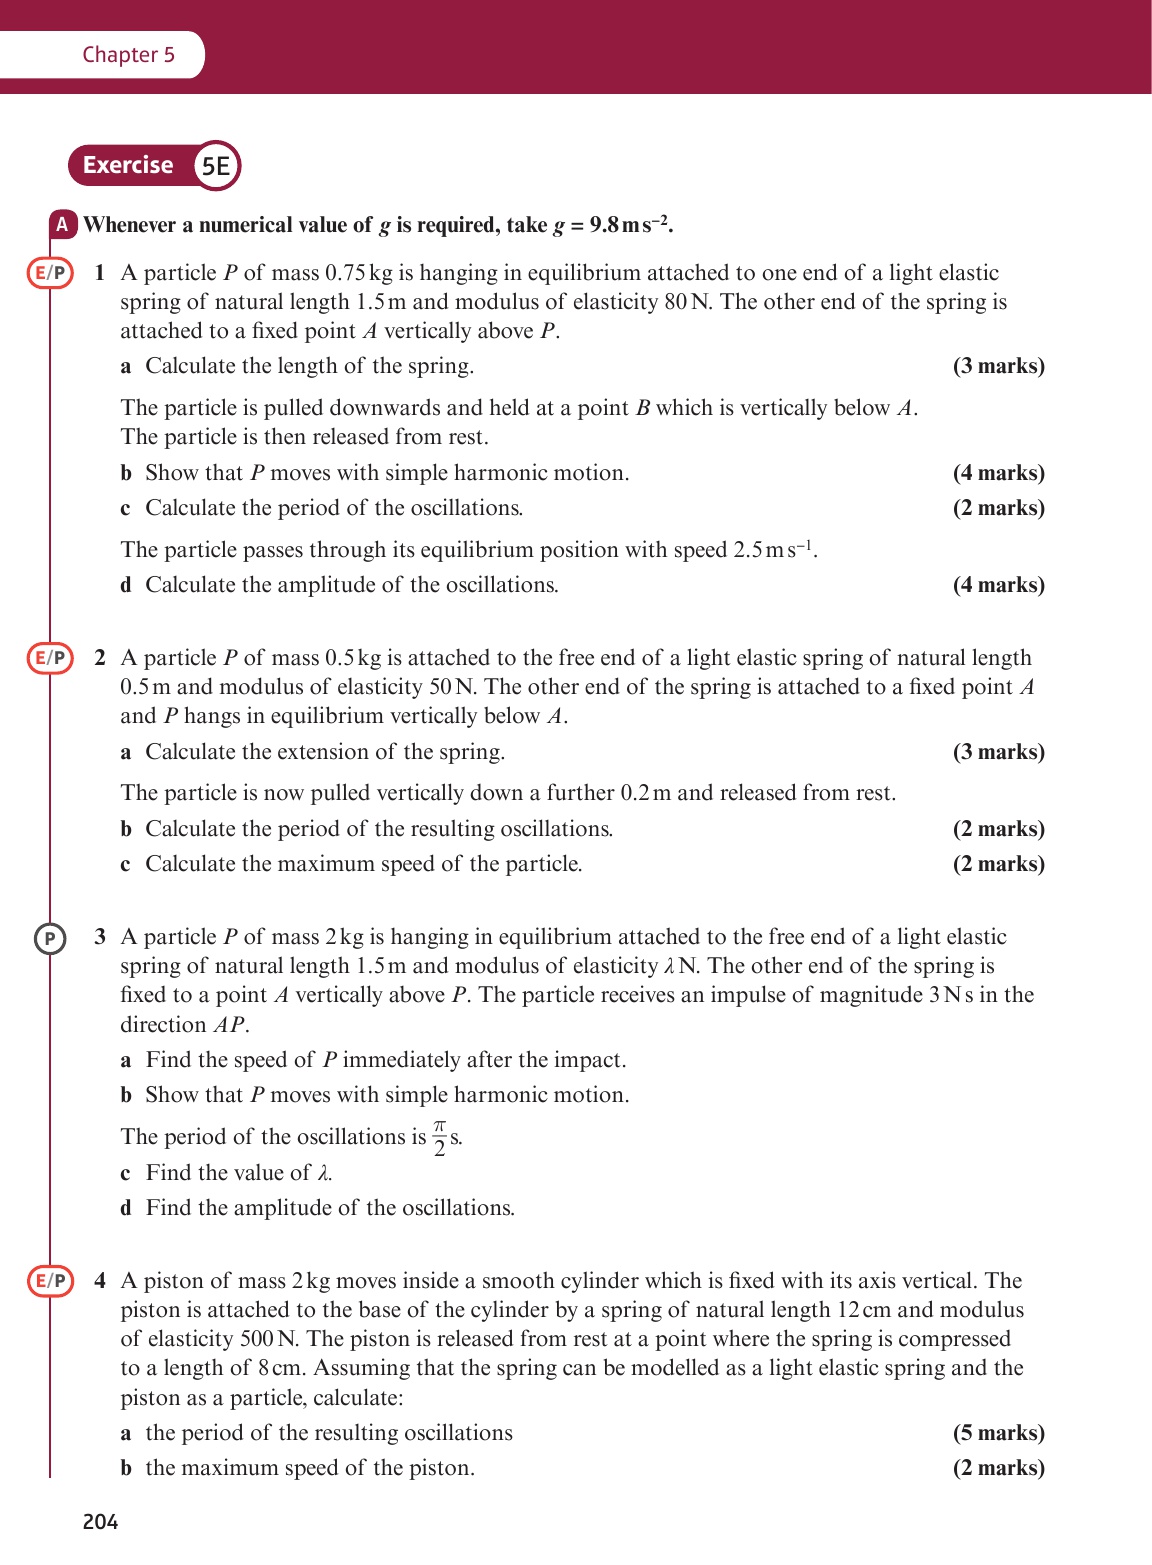 Chapter 5
Exercise 5E
A Whenever a numerical value of g is required, take g = 9.8 m s⁻².
E/P 1 A particle P of mass 0.75 kg is hanging in equilibrium attached to one end of a light elastic
spring of natural length 1.5 m and modulus of elasticity 80 N. The other end of the spring is
attached to a fixed point A vertically above P.
a Calculate the length of the spring. (3 marks)
The particle is pulled downwards and held at a point B which is vertically below A.
The particle is then released from rest.
b Show that P moves with simple harmonic motion. (4 marks)
c Calculate the period of the oscillations. (2 marks)
The particle passes through its equilibrium position with speed 2.5 m s⁻¹.
d Calculate the amplitude of the oscillations. (4 marks)
E/P 2 A particle P of mass 0.5 kg is attached to the free end of a light elastic spring of natural length
0.5 m and modulus of elasticity 50 N. The other end of the spring is attached to a fixed point A
and P hangs in equilibrium vertically below A.
a Calculate the extension of the spring. (3 marks)
The particle is now pulled vertically down a further 0.2 m and released from rest.
b Calculate the period of the resulting oscillations. (2 marks)
c Calculate the maximum speed of the particle. (2 marks)
P 3 A particle P of mass 2 kg is hanging in equilibrium attached to the free end of a light elastic
spring of natural length 1.5 m and modulus of elasticity λ N. The other end of the spring is
fixed to a point A vertically above P. The particle receives an impulse of magnitude 3 N s in the
direction AP.
a Find the speed of P immediately after the impact.
b Show that P moves with simple harmonic motion.
The period of the oscillations is π/2 s.
c Find the value of λ.
d Find the amplitude of the oscillations.
E/P 4 A piston of mass 2 kg moves inside a smooth cylinder which is fixed with its axis vertical. The
piston is attached to the base of the cylinder by a spring of natural length 12 cm and modulus
of elasticity 500 N. The piston is released from rest at a point where the spring is compressed
to a length of 8 cm. Assuming that the spring can be modelled as a light elastic spring and the
piston as a particle, calculate:
a the period of the resulting oscillations (5 marks)
b the maximum speed of the piston. (2 marks)
204